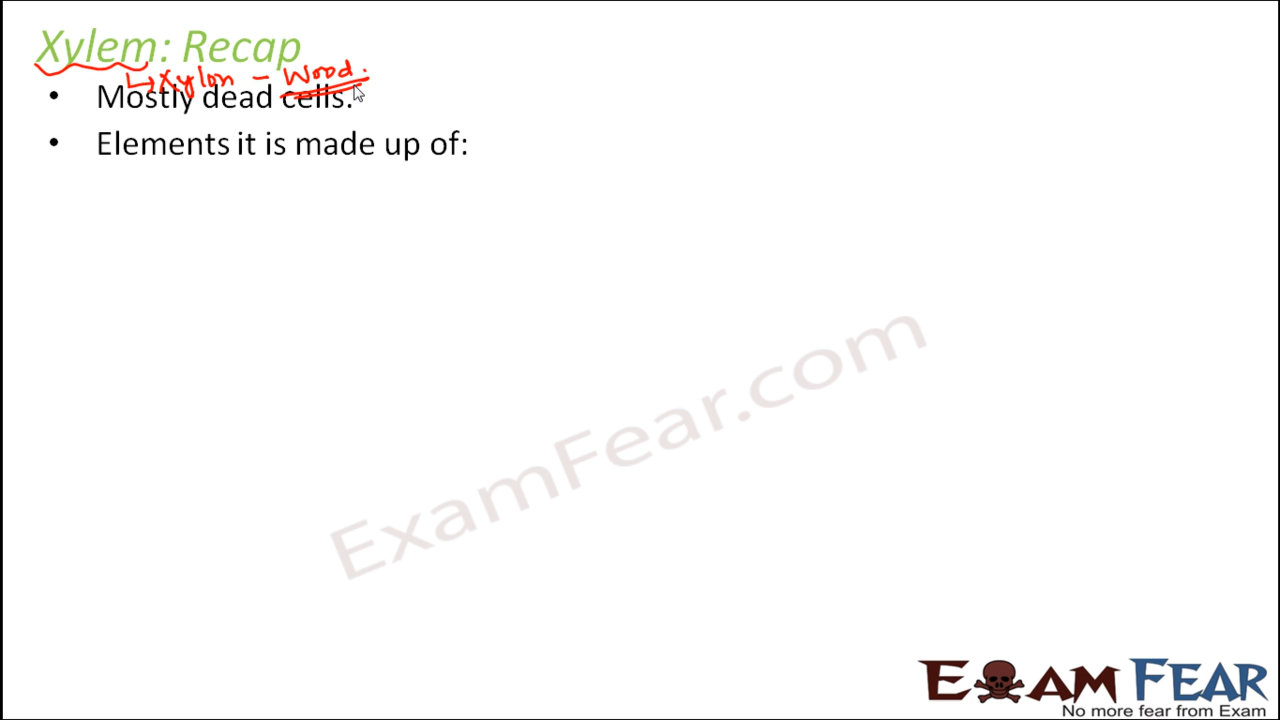 Xylem: Recap
↳ Xylon - Wood.
• Mostly dead cells.
• Elements it is made up of:
ExamFear.com
EXAM FEAR
No more fear from Exam